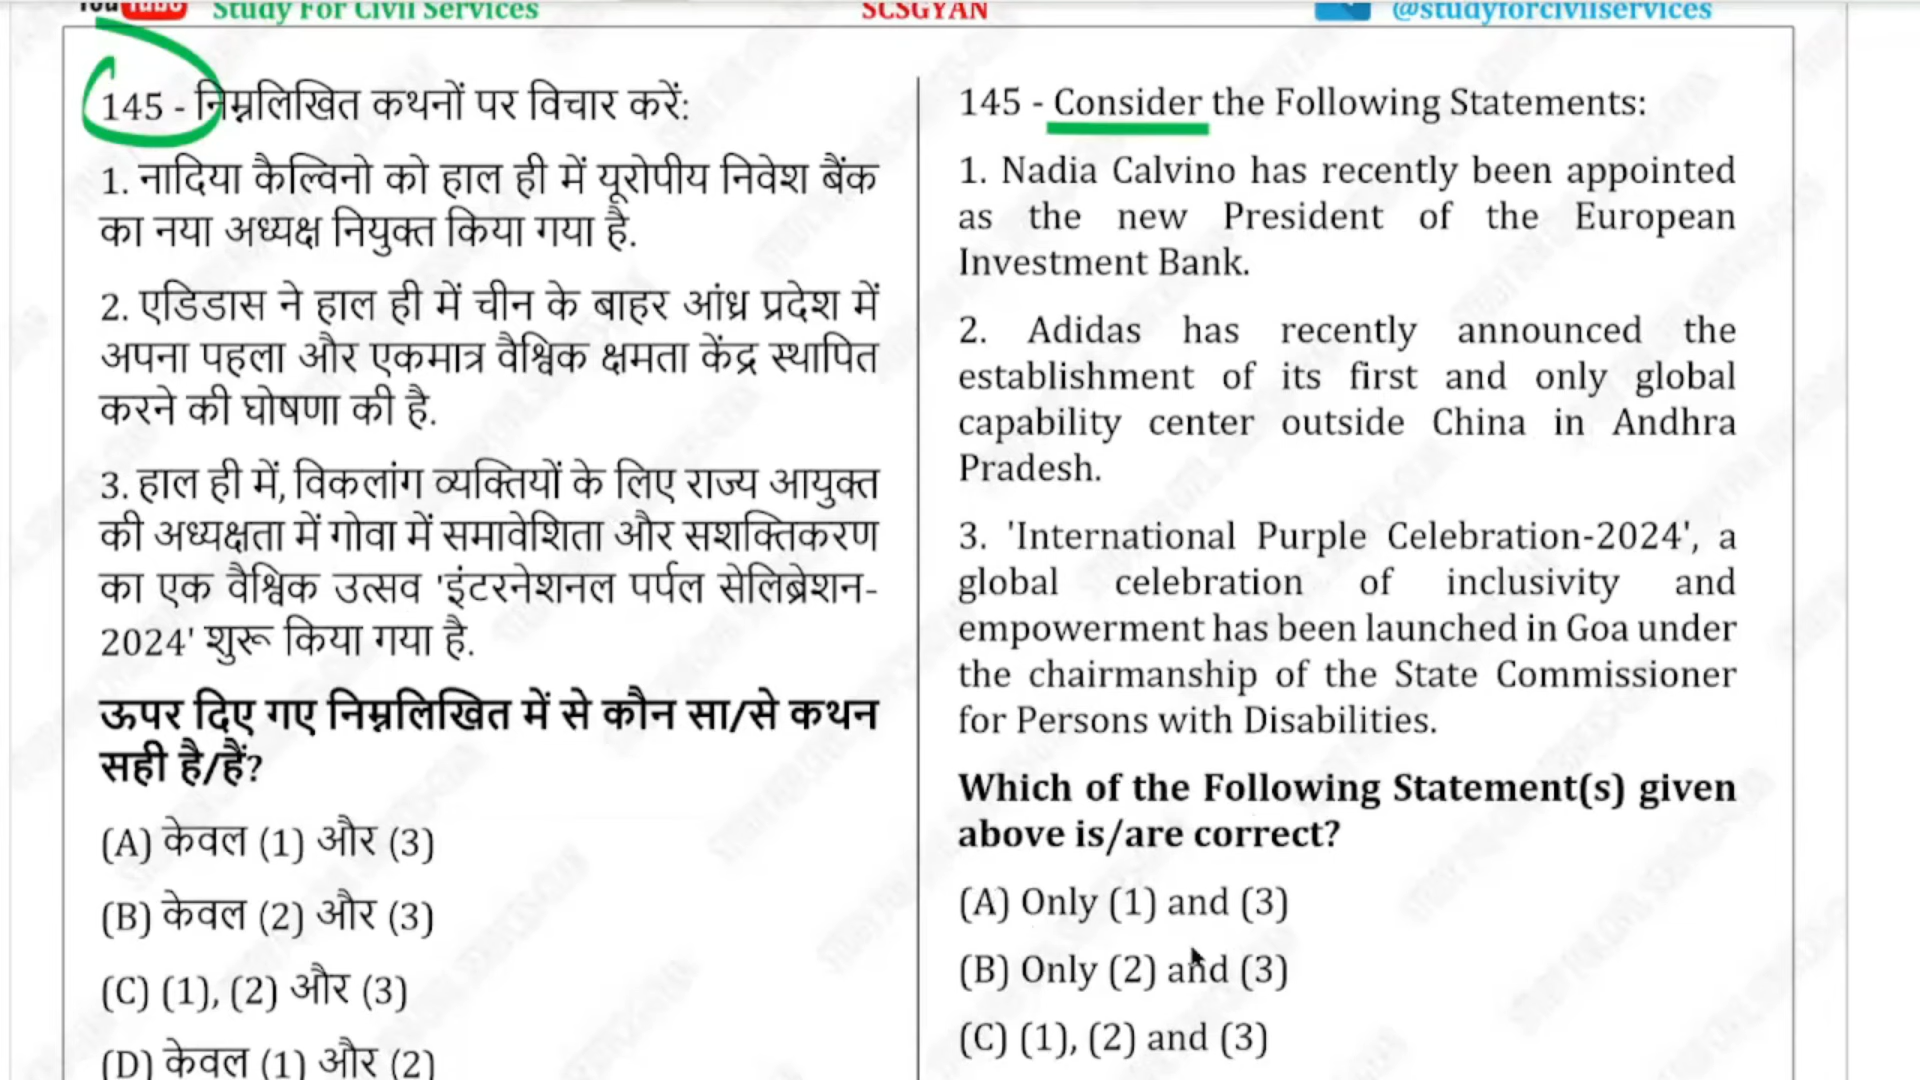 YouTube Study For Civil Services SCSGYAN @studyforcivilservices
145 - निम्नलिखित कथनों पर विचार करें:
1. नादिया कैल्विनो को हाल ही में यूरोपीय निवेश बैंक
का नया अध्यक्ष नियुक्त किया गया है.
2. एडिडास ने हाल ही में चीन के बाहर आंध्र प्रदेश में
अपना पहला और एकमात्र वैश्विक क्षमता केंद्र स्थापित
करने की घोषणा की है.
3. हाल ही में, विकलांग व्यक्तियों के लिए राज्य आयुक्त
की अध्यक्षता में गोवा में समावेशिता और सशक्तिकरण
का एक वैश्विक उत्सव 'इंटरनेशनल पर्पल सेलिब्रेशन-
2024' शुरू किया गया है.
ऊपर दिए गए निम्नलिखित में से कौन सा/से कथन
सही है/हैं?
(A) केवल (1) और (3)
(B) केवल (2) और (3)
(C) (1), (2) और (3)
(D) केवल (1) और (2)
145 - Consider the Following Statements:
1. Nadia Calvino has recently been appointed
as the new President of the European
Investment Bank.
2. Adidas has recently announced the
establishment of its first and only global
capability center outside China in Andhra
Pradesh.
3. 'International Purple Celebration-2024', a
global celebration of inclusivity and
empowerment has been launched in Goa under
the chairmanship of the State Commissioner
for Persons with Disabilities.
Which of the Following Statement(s) given
above is/are correct?
(A) Only (1) and (3)
(B) Only (2) and (3)
(C) (1), (2) and (3)